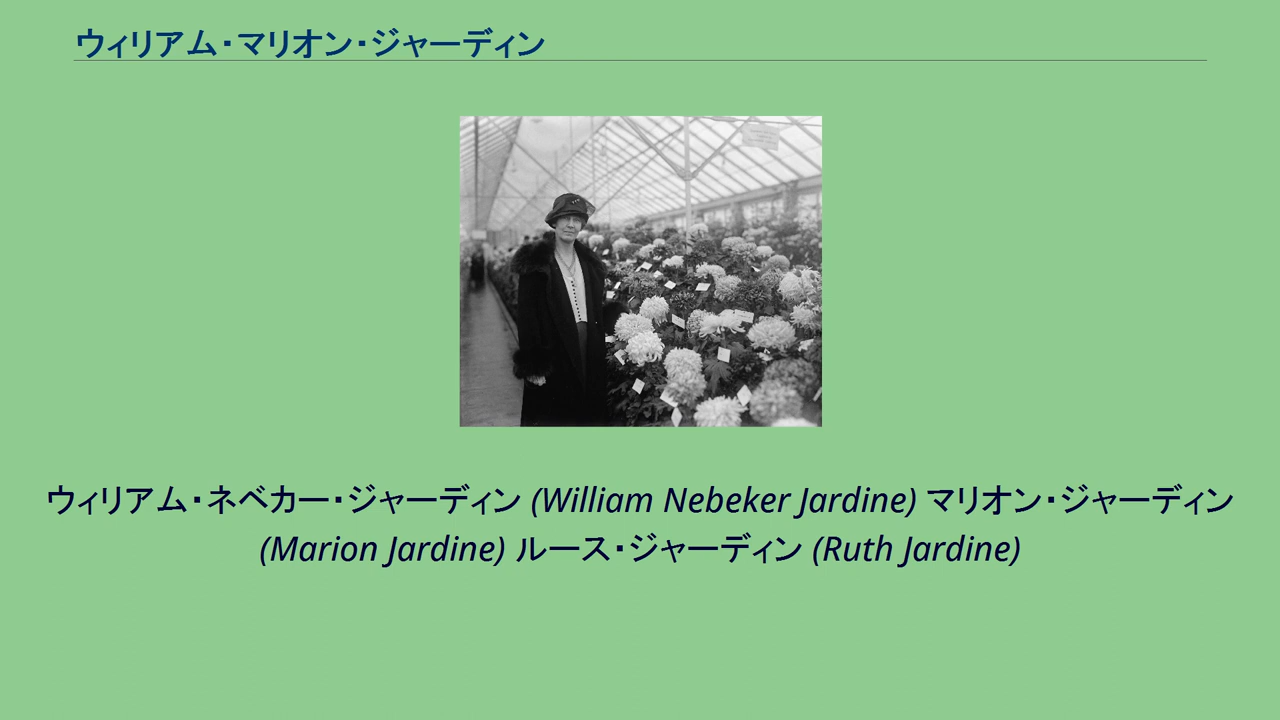 ウィリアム・マリオン・ジャーディン
ウィリアム・ネベカー・ジャーディン (William Nebeker Jardine) マリオン・ジャーディン
(Marion Jardine) ルース・ジャーディン (Ruth Jardine)